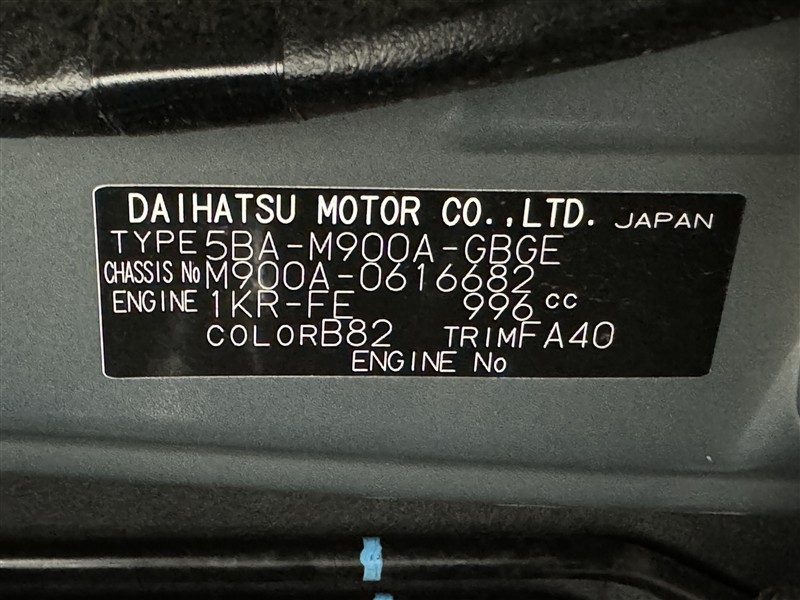 DAIHATSU MOTOR CO.,LTD. JAPAN
TYPE 5BA-M900A-GBGE
CHASSIS No M900A-0616682
ENGINE 1KR-FE 996 cc
COLOR B82 TRIM FA40
ENGINE No